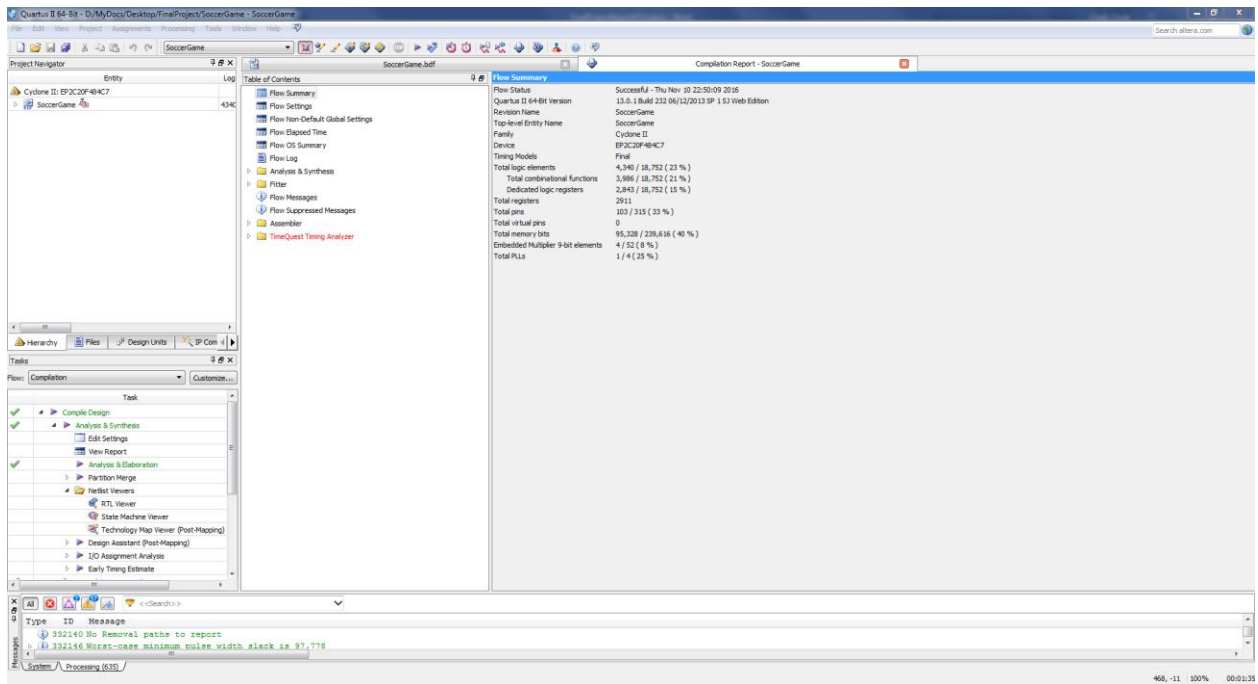 Quartus II 64-Bit - D:/MyDocs/Desktop/FinalProject/SoccerGame - SoccerGame
File Edit View Project Assignments Processing Tools Window Help
Search altera.com
SoccerGame
Project Navigator
Entity Log
Cyclone II: EP2C20F484C7
SoccerGame 434C
Hierarchy Files Design Units IP Com
Tasks
Flow: Compilation Customize...
Task
Compile Design
Analysis & Synthesis
Edit Settings
View Report
Analysis & Elaboration
Partition Merge
Netlist Viewers
RTL Viewer
State Machine Viewer
Technology Map Viewer (Post-Mapping)
Design Assistant (Post-Mapping)
I/O Assignment Analysis
Early Timing Estimate
SoccerGame.bdf
Compilation Report - SoccerGame
Table of Contents
Flow Summary
Flow Settings
Flow Non-Default Global Settings
Flow Elapsed Time
Flow OS Summary
Flow Log
Analysis & Synthesis
Fitter
Flow Messages
Flow Suppressed Messages
Assembler
TimeQuest Timing Analyzer
Flow Summary
Flow Status Successful - Thu Nov 10 22:50:09 2016
Quartus II 64-Bit Version 13.0.1 Build 232 06/12/2013 SP 1 SJ Web Edition
Revision Name SoccerGame
Top-level Entity Name SoccerGame
Family Cyclone II
Device EP2C20F484C7
Timing Models Final
Total logic elements 4,340 / 18,752 ( 23 % )
Total combinational functions 3,986 / 18,752 ( 21 % )
Dedicated logic registers 2,843 / 18,752 ( 15 % )
Total registers 2911
Total pins 103 / 315 ( 33 % )
Total virtual pins 0
Total memory bits 95,328 / 239,616 ( 40 % )
Embedded Multiplier 9-bit elements 4 / 52 ( 8 % )
Total PLLs 1 / 4 ( 25 % )
All <<Search>>
Type ID Message
332140 No Removal paths to report
332146 Worst-case minimum pulse width slack is 97.778
Messages
System Processing (635)
468, -11 100% 00:01:35